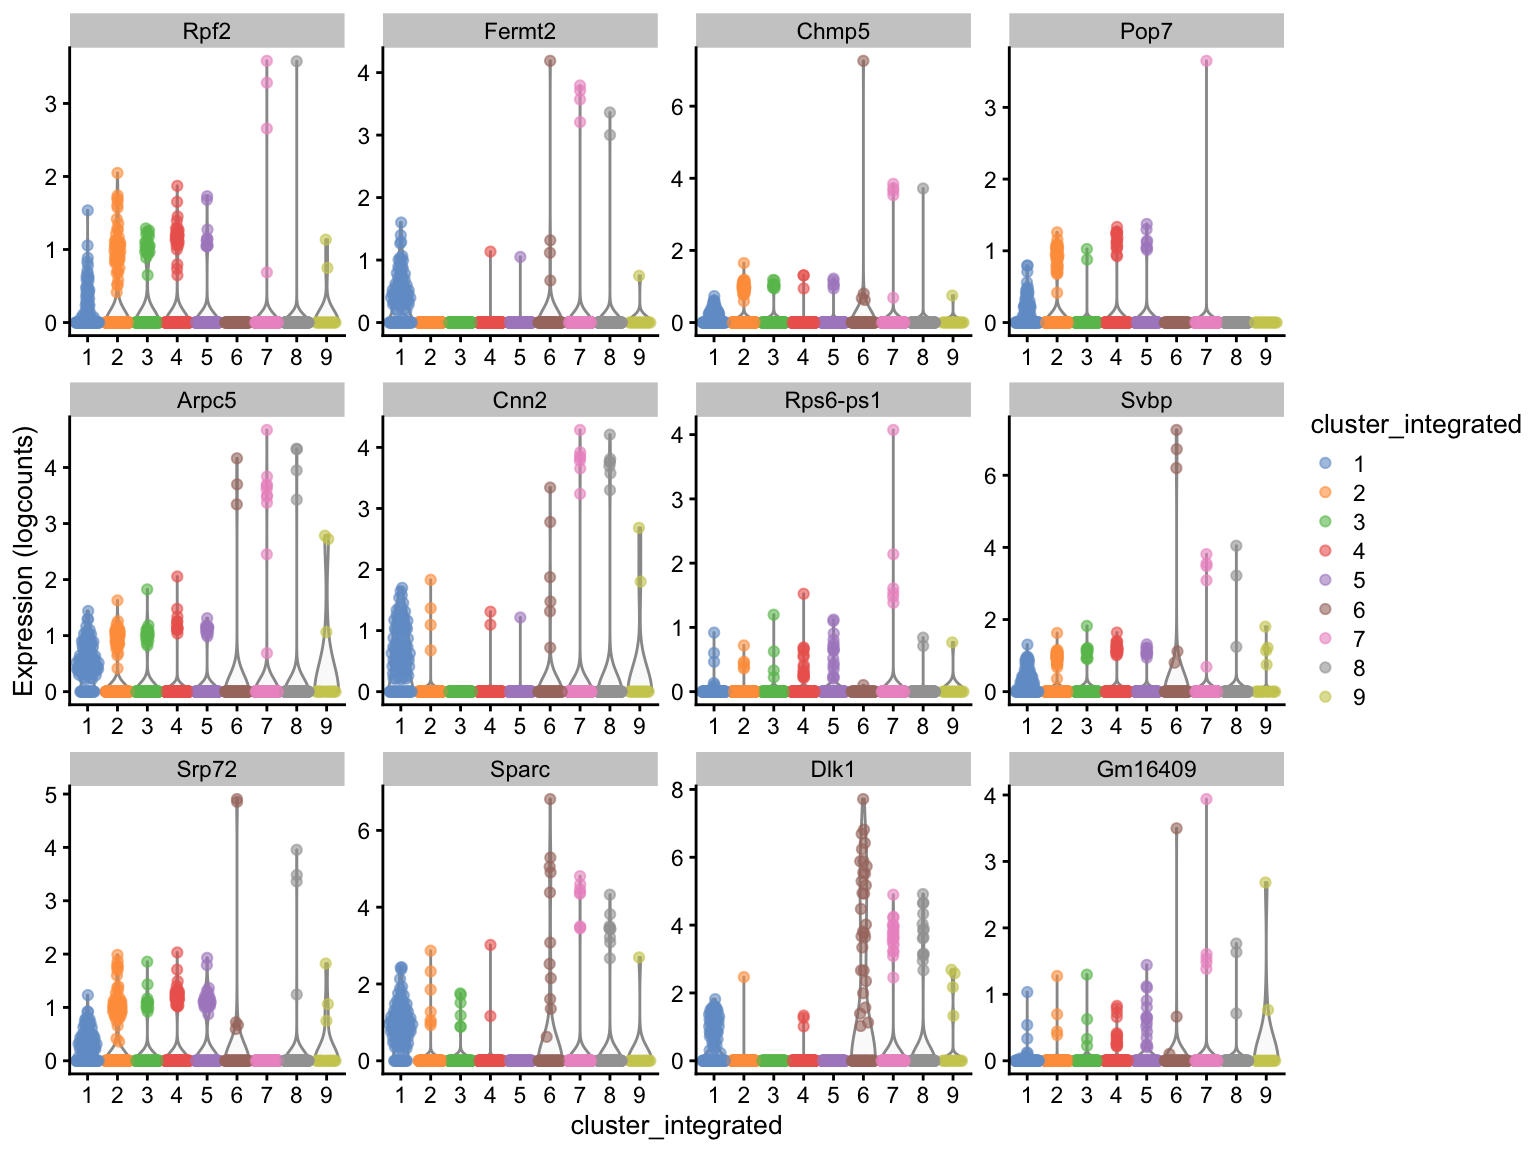 Rpf2 Fermt2 Chmp5 Pop7
3 4 6 3
2 3 4 2
1 2 2 1
0 1 0 0
0
1 2 3 4 5 6 7 8 9 1 2 3 4 5 6 7 8 9 1 2 3 4 5 6 7 8 9 1 2 3 4 5 6 7 8 9
Arpc5 Cnn2 Rps6-ps1 Svbp
4 4 4 6
3 3 3 4
2 2 2 2
1 1 1 0
0 0 0
1 2 3 4 5 6 7 8 9 1 2 3 4 5 6 7 8 9 1 2 3 4 5 6 7 8 9 1 2 3 4 5 6 7 8 9
Srp72 Sparc Dlk1 Gm16409
5 6 8 4
4 4 6 3
3 2 4 2
2 0 2 1
1 0 0
0
1 2 3 4 5 6 7 8 9 1 2 3 4 5 6 7 8 9 1 2 3 4 5 6 7 8 9 1 2 3 4 5 6 7 8 9
cluster_integrated
Expression (logcounts)
cluster_integrated
1
2
3
4
5
6
7
8
9